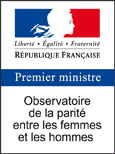 Liberté • Égalité • Fraternité
RÉPUBLIQUE FRANÇAISE
Premier ministre
Observatoire
de la parité
entre les femmes
et les hommes